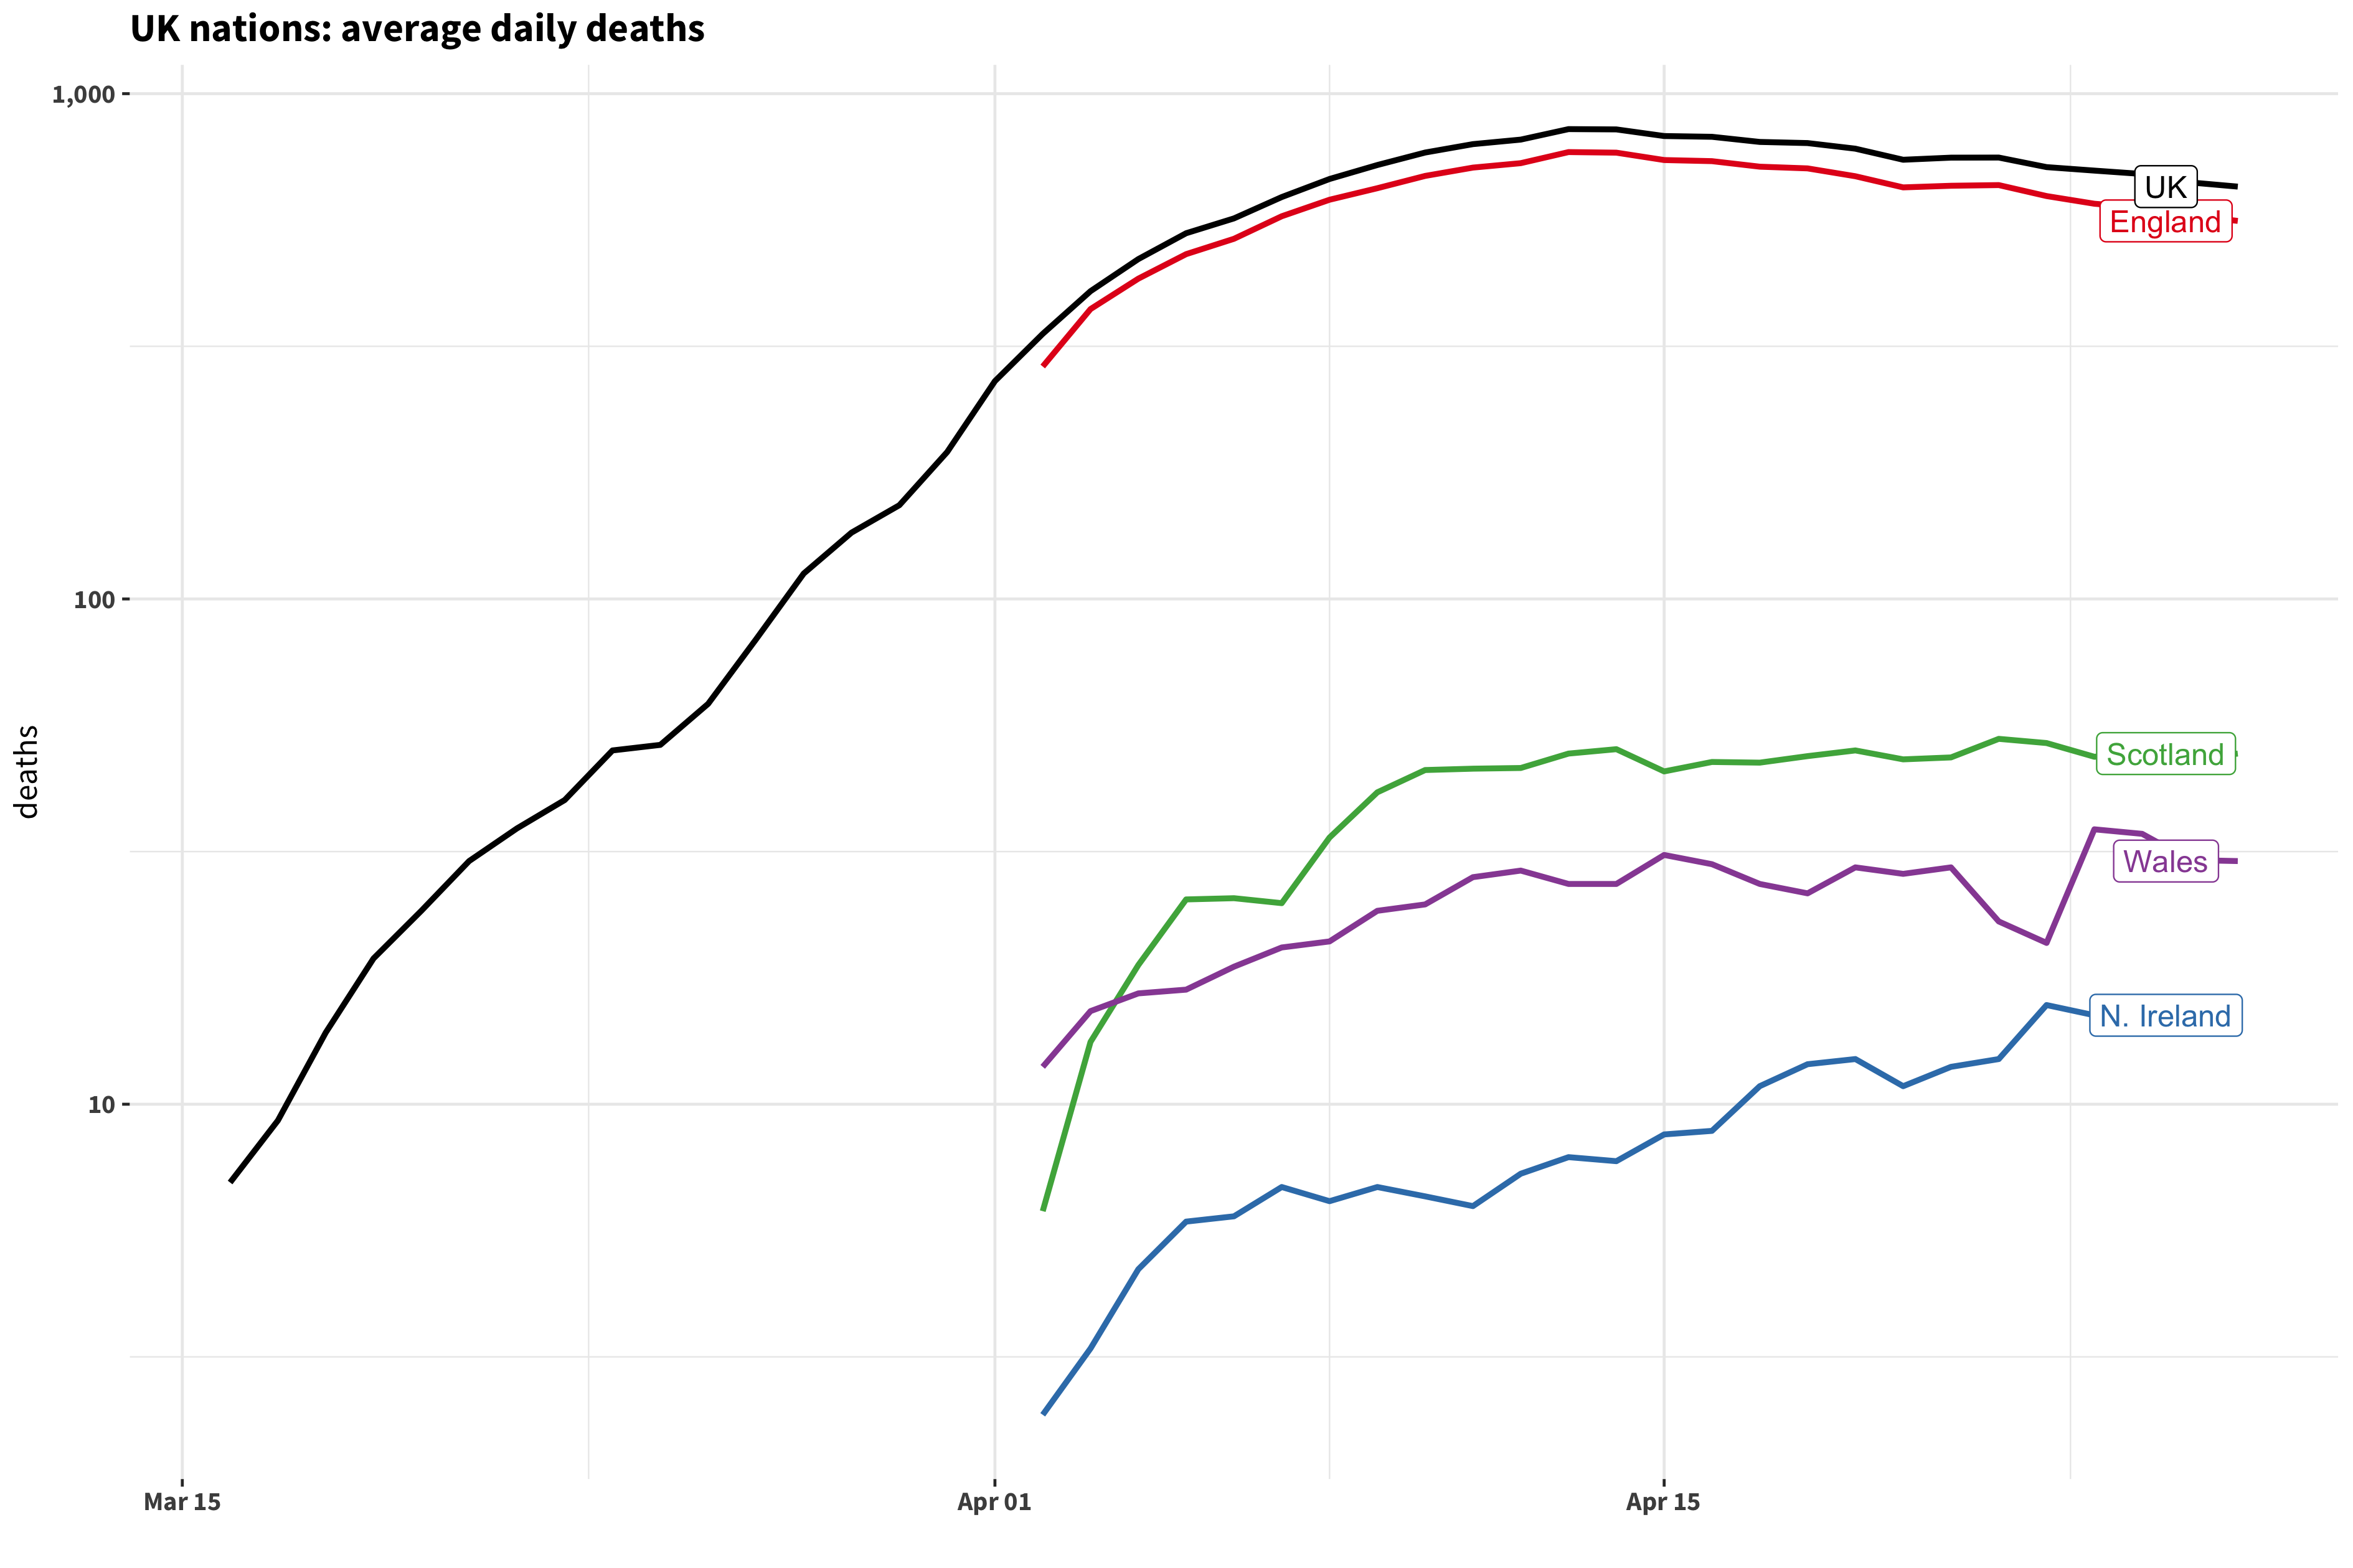 UK nations: average daily deaths
1,000
UK
England
100
Scotland
deaths
Wales
N. Ireland
10
Mar 15
Apr 01
Apr 15